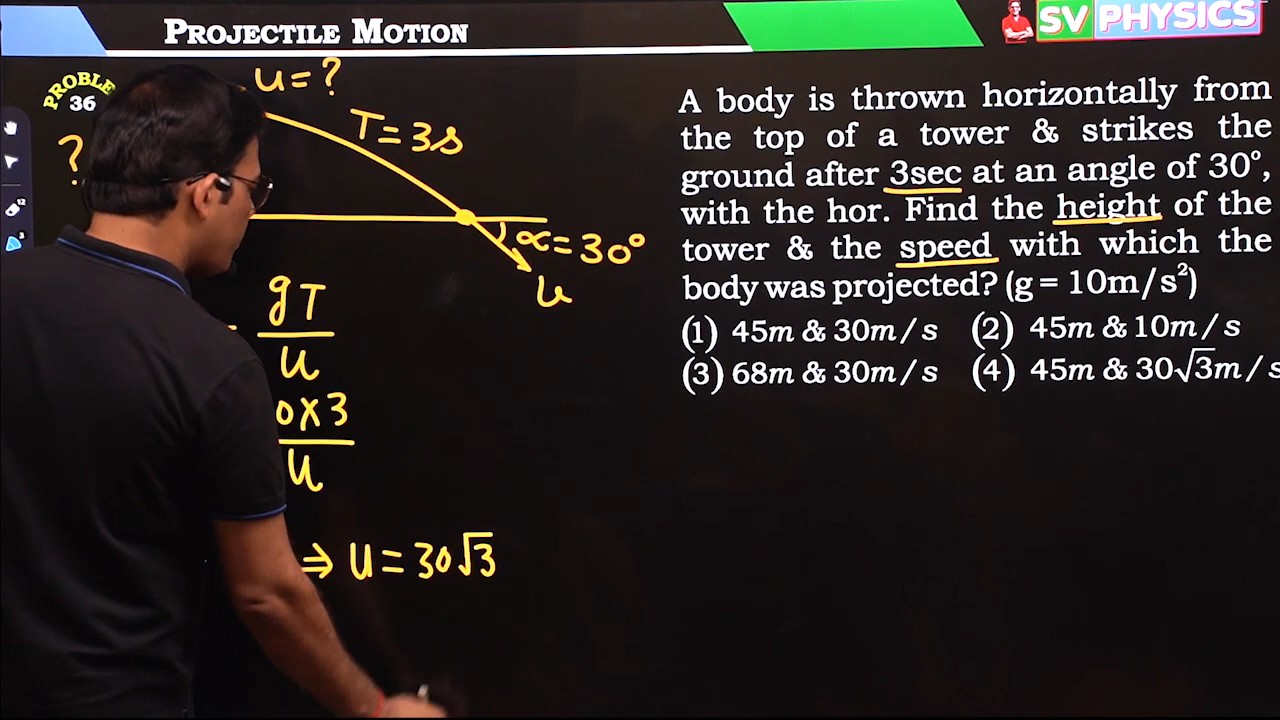 PROJECTILE MOTION
SV PHYSICS
PROBLE
36
u = ?
T = 3s
?
α = 30°
u
gT
u
0 × 3
u
⇒ u = 30√3
A body is thrown horizontally from
the top of a tower & strikes the
ground after 3sec at an angle of 30°,
with the hor. Find the height of the
tower & the speed with which the
body was projected? (g = 10m/s²)
(1) 45m & 30m/s (2) 45m & 10m/s
(3) 68m & 30m/s (4) 45m & 30√3m/s
12
3